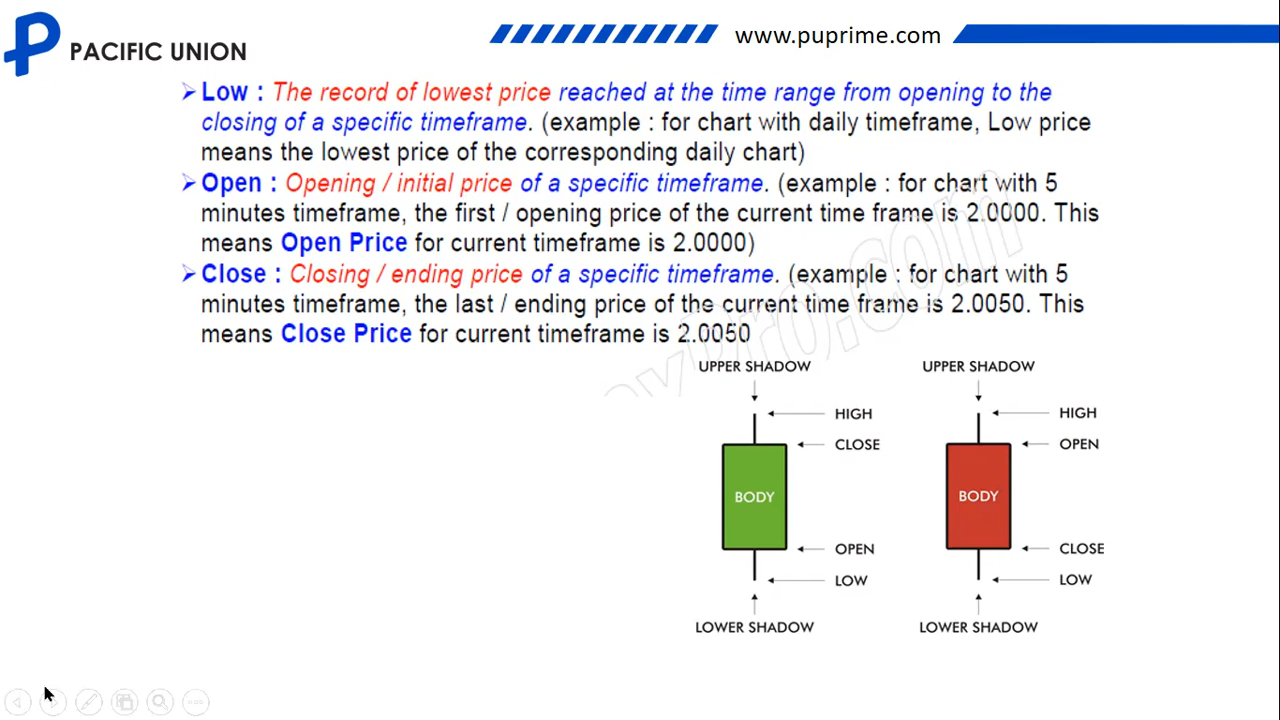 PACIFIC UNION
www.puprime.com
➢ Low : The record of lowest price reached at the time range from opening to the
closing of a specific timeframe. (example : for chart with daily timeframe, Low price
means the lowest price of the corresponding daily chart)
➢ Open : Opening / initial price of a specific timeframe. (example : for chart with 5
minutes timeframe, the first / opening price of the current time frame is 2.0000. This
means Open Price for current timeframe is 2.0000)
➢ Close : Closing / ending price of a specific timeframe. (example : for chart with 5
minutes timeframe, the last / ending price of the current time frame is 2.0050. This
means Close Price for current timeframe is 2.0050
UPPER SHADOW
HIGH
CLOSE
BODY
OPEN
LOW
LOWER SHADOW
UPPER SHADOW
HIGH
OPEN
BODY
CLOSE
LOW
LOWER SHADOW